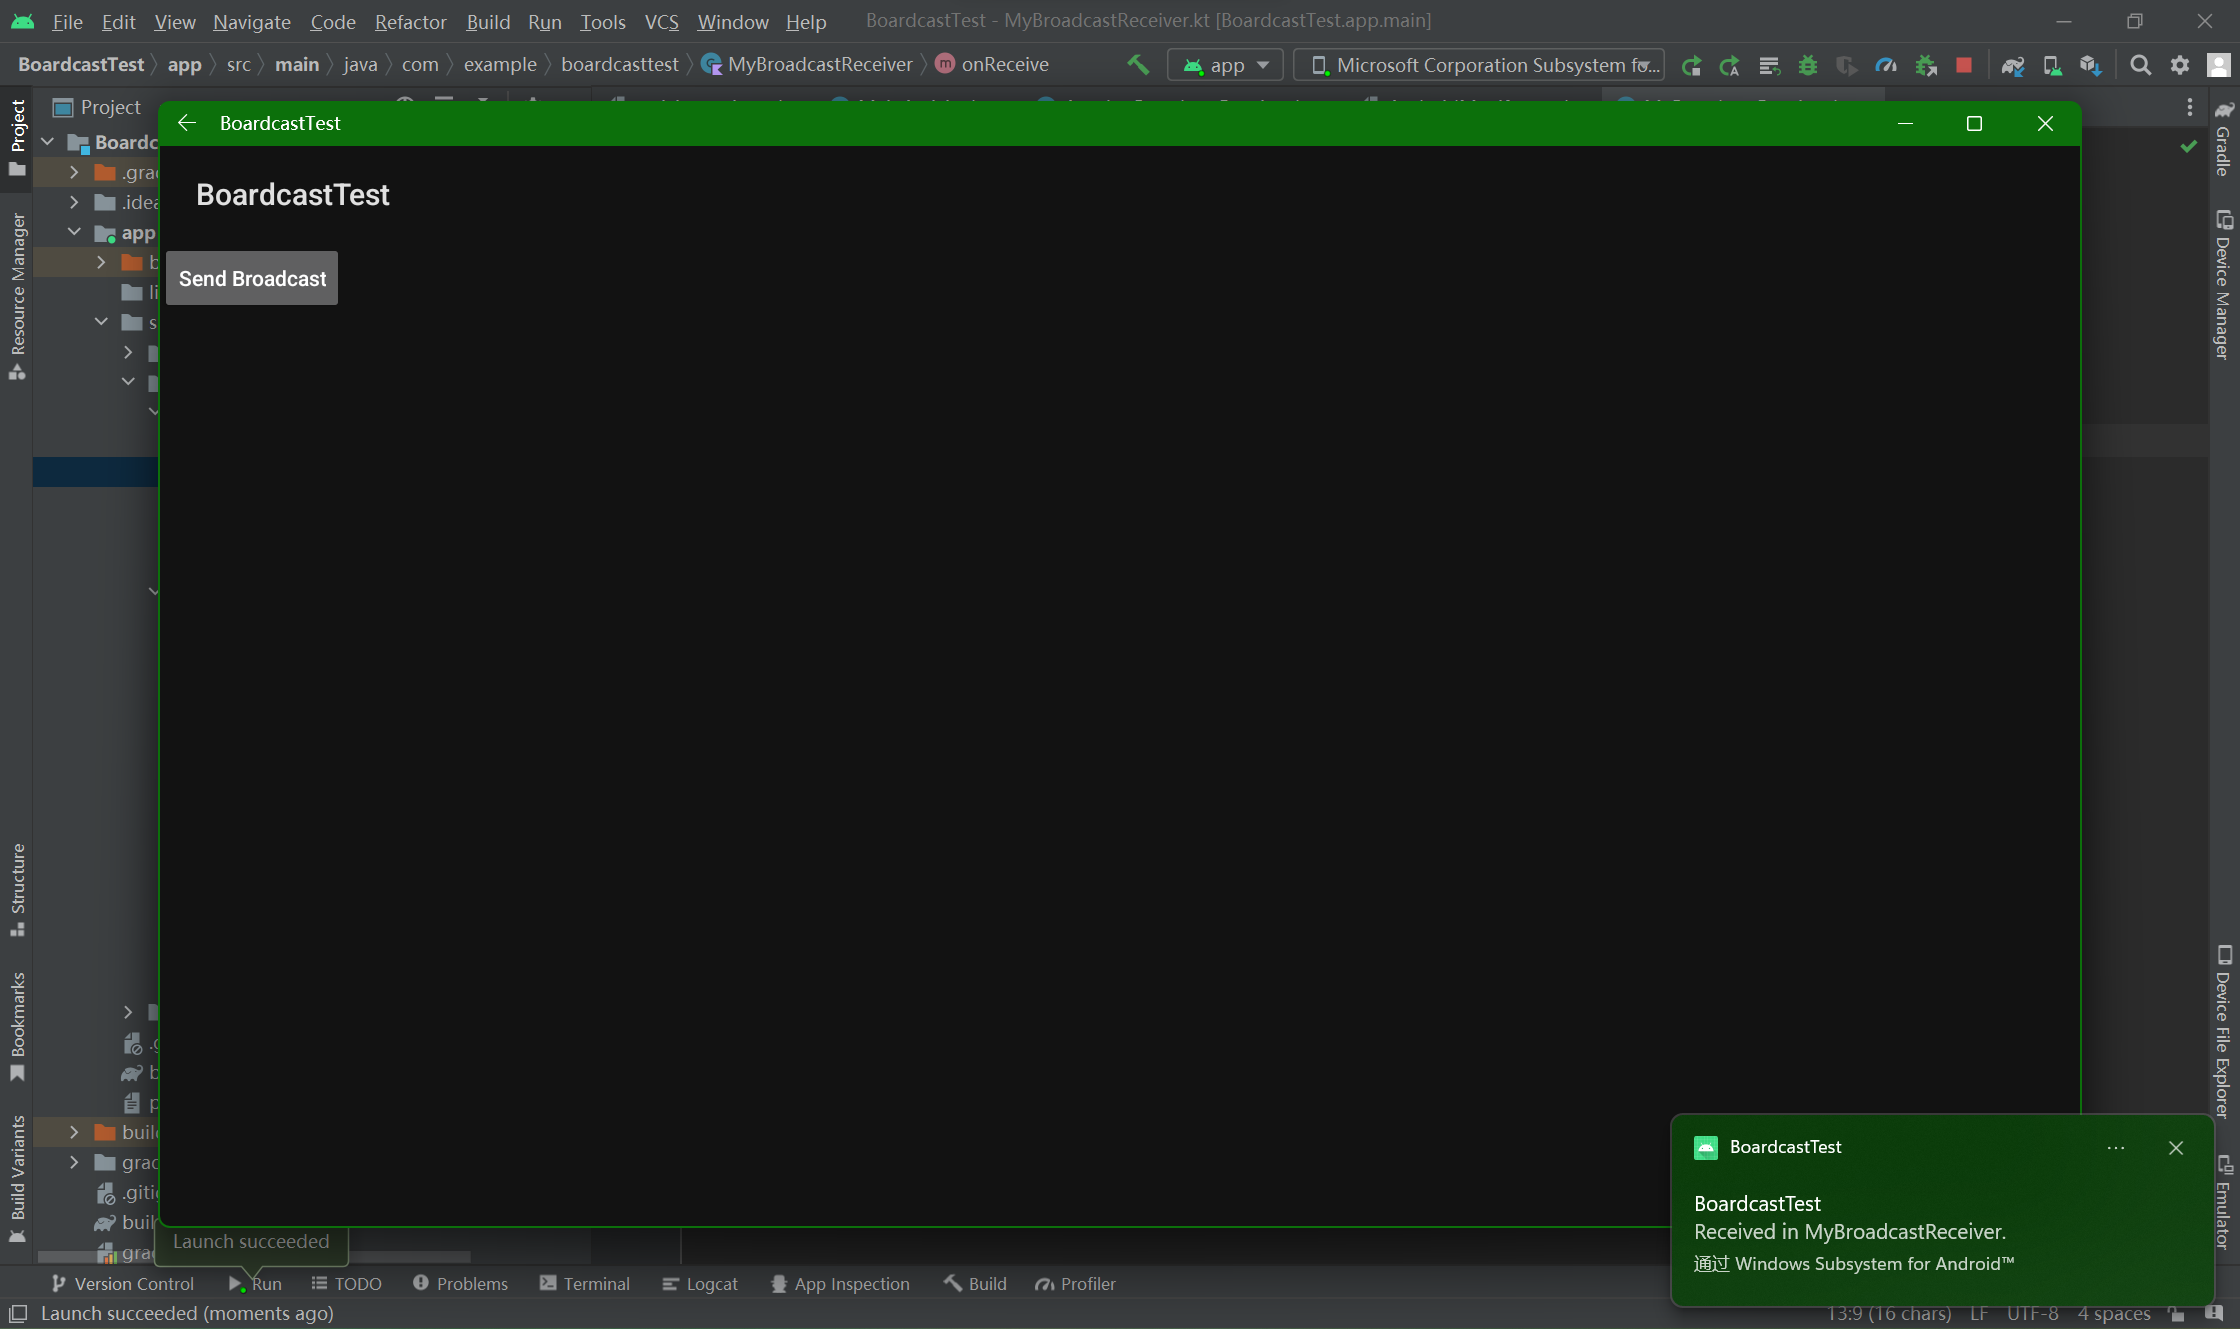 File Edit View Navigate Code Refactor Build Run Tools VCS Window Help BoardcastTest - MyBroadcastReceiver.kt [BoardcastTest.app.main]
BoardcastTest app src main java com example boardcasttest MyBroadcastReceiver m onReceive app Microsoft Corporation Subsystem fo...
Project
Project
Resource Manager
Structure
Bookmarks
Build Variants
Boardc
.gra
.idea
app
b
li
s
.g
b
p
buil
grad
.giti
buil
grad
BoardcastTest
BoardcastTest
Send Broadcast
Gradle
Device Manager
Device File Explorer
Emulator
BoardcastTest
BoardcastTest
Received in MyBroadcastReceiver.
通过 Windows Subsystem for Android™
Launch succeeded
Version Control Run TODO Problems Terminal Logcat App Inspection Build Profiler
Launch succeeded (moments ago) 13:9 (16 chars) LF UTF-8 4 spaces